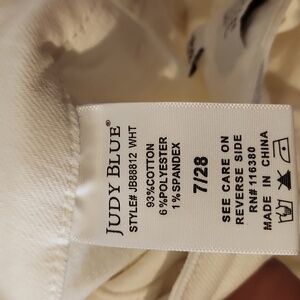 JUDY BLUE®
STYLE# JB88812 WHT
93%COTTON
6%POLYESTER
1%SPANDEX
7/28
SEE CARE ON
REVERSE SIDE
RN# 116380
MADE IN CHINA